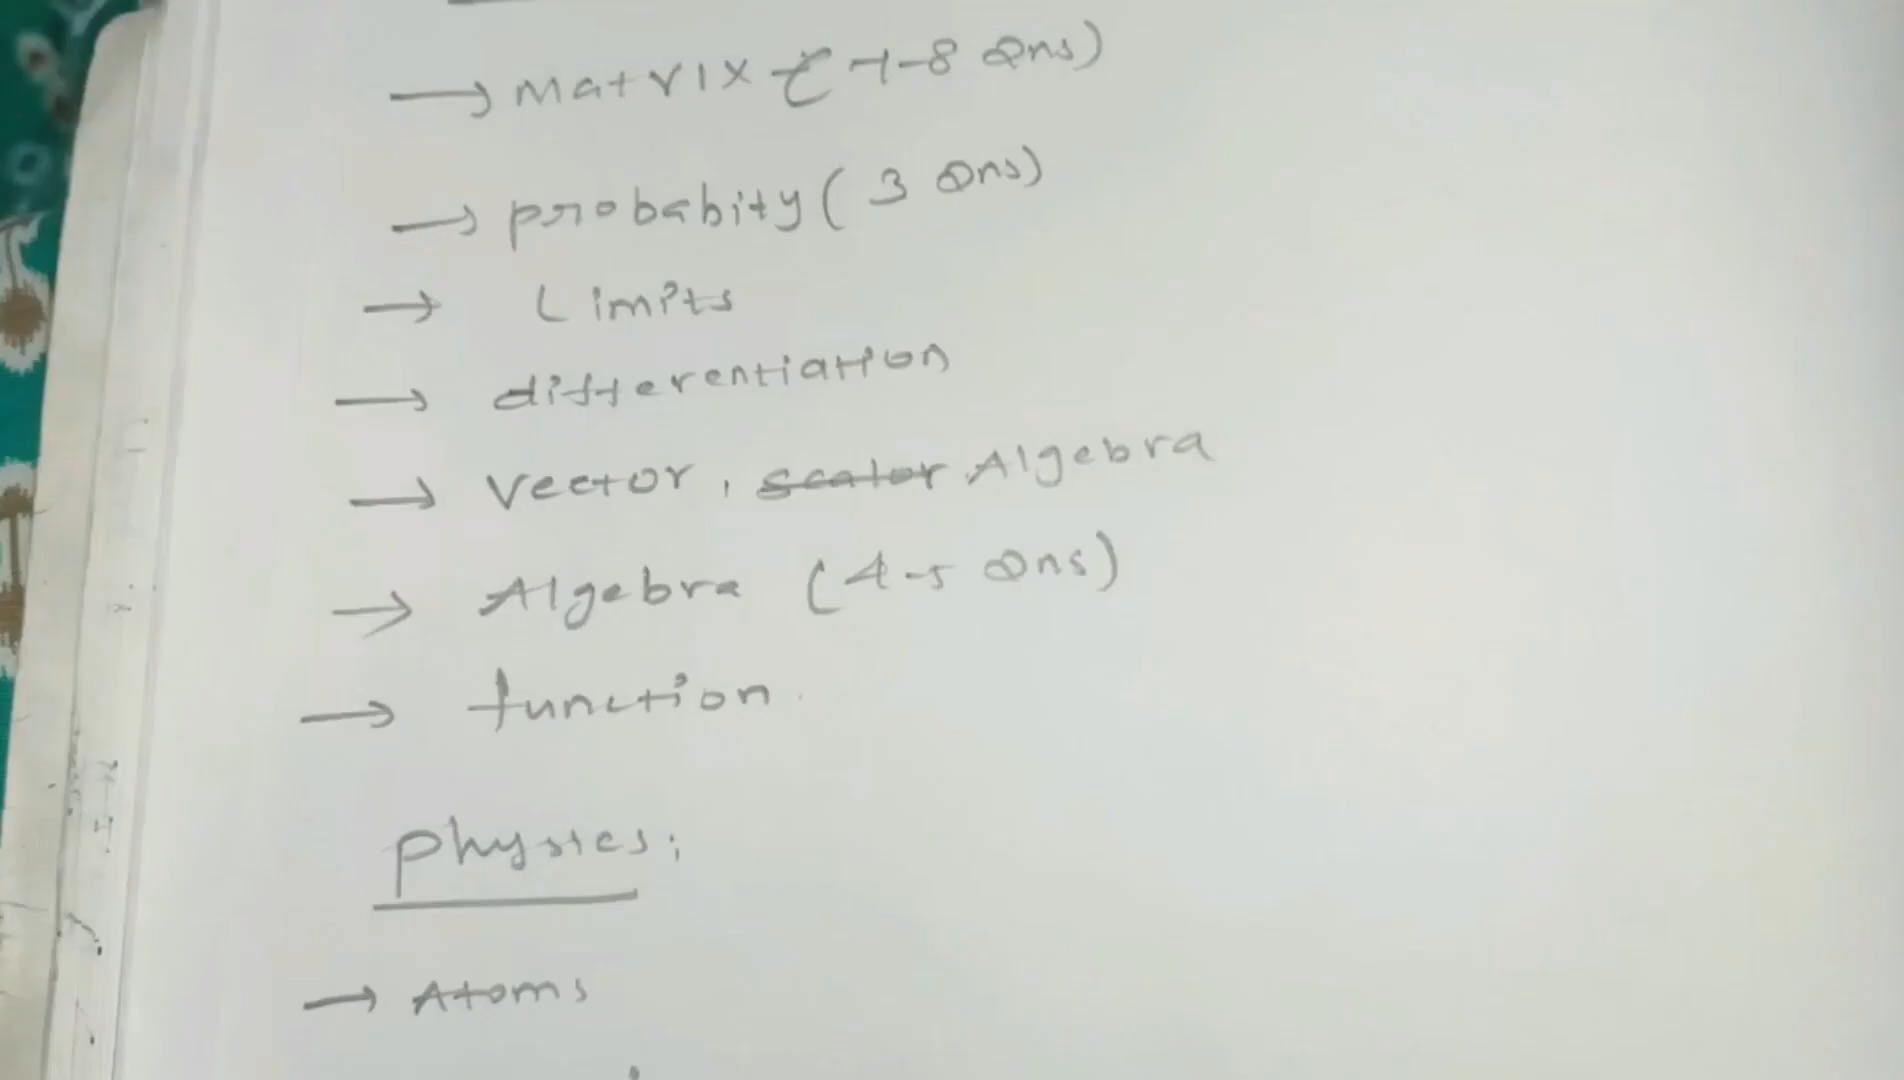 → Matrix (7-8 Qns)
→ probabity (3 Qns)
→ Limits
→ differentiation
→ Vector, scalar Algebra
→ Algebra (4-5 Qns)
→ function
Physics:
→ Atoms